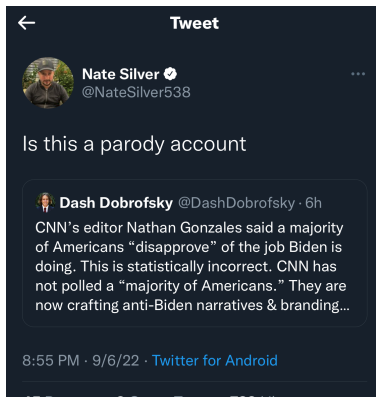 Tweet
Nate Silver
@NateSilver538
Is this a parody account
Dash Dobrofsky @DashDobrofsky · 6h
CNN’s editor Nathan Gonzales said a majority
of Americans “disapprove” of the job Biden is
doing. This is statistically incorrect. CNN has
not polled a “majority of Americans.” They are
now crafting anti-Biden narratives & branding...
8:55 PM · 9/6/22 · Twitter for Android